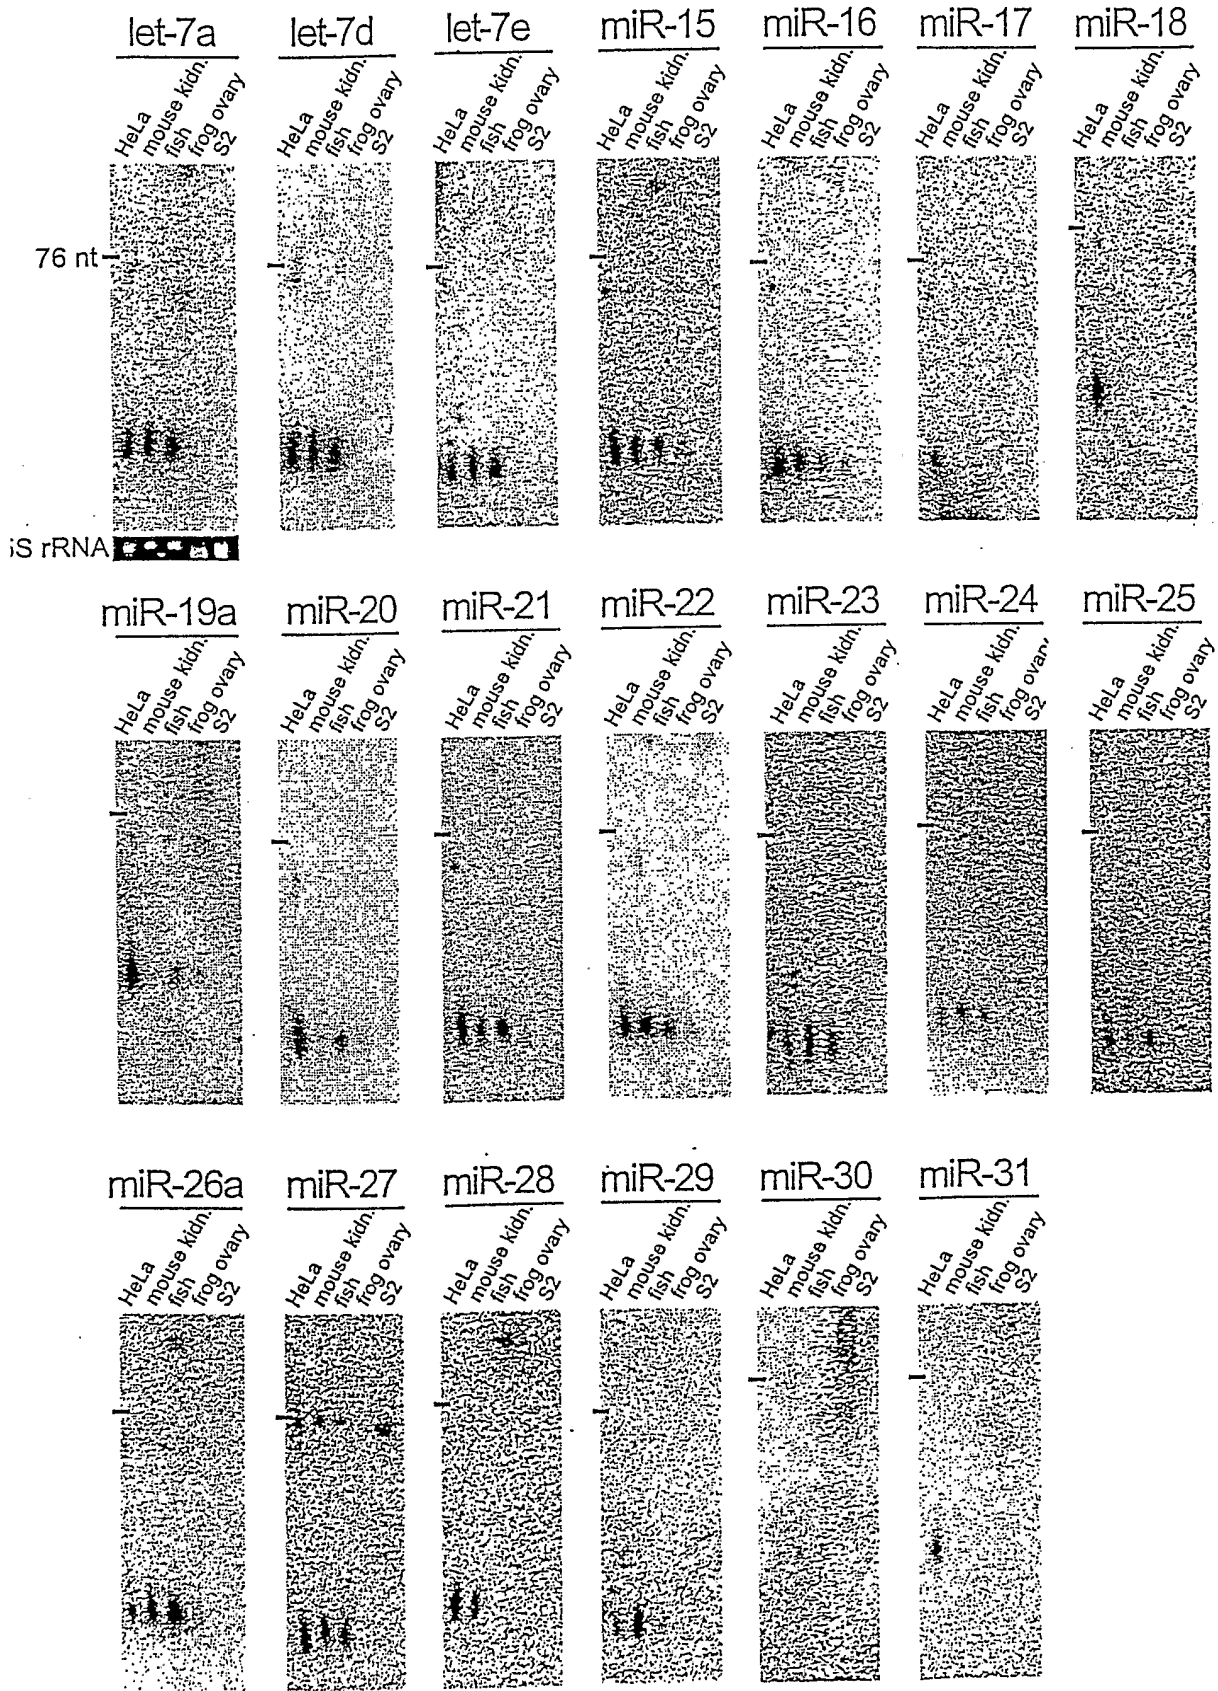 let-7a let-7d let-7e miR-15 miR-16 miR-17 miR-18
HeLa mouse kidn. fish frog ovary S2 HeLa mouse kidn. fish frog ovary S2 HeLa mouse kidn. fish frog ovary S2 HeLa mouse kidn. fish frog ovary S2 HeLa mouse kidn. fish frog ovary S2 HeLa mouse kidn. fish frog ovary S2 HeLa mouse kidn. fish frog ovary S2
76 nt
S rRNA
miR-19a miR-20 miR-21 miR-22 miR-23 miR-24 miR-25
HeLa mouse kidn. fish frog ovary S2 HeLa mouse kidn. fish frog ovary S2 HeLa mouse kidn. fish frog ovary S2 HeLa mouse kidn. fish frog ovary S2 HeLa mouse kidn. fish frog ovary S2 HeLa mouse kidn. fish frog ovary S2 HeLa mouse kidn. fish frog ovary S2
miR-26a miR-27 miR-28 miR-29 miR-30 miR-31
HeLa mouse kidn. fish frog ovary S2 HeLa mouse kidn. fish frog ovary S2 HeLa mouse kidn. fish frog ovary S2 HeLa mouse kidn. fish frog ovary S2 HeLa mouse kidn. fish frog ovary S2 HeLa mouse kidn. fish frog ovary S2